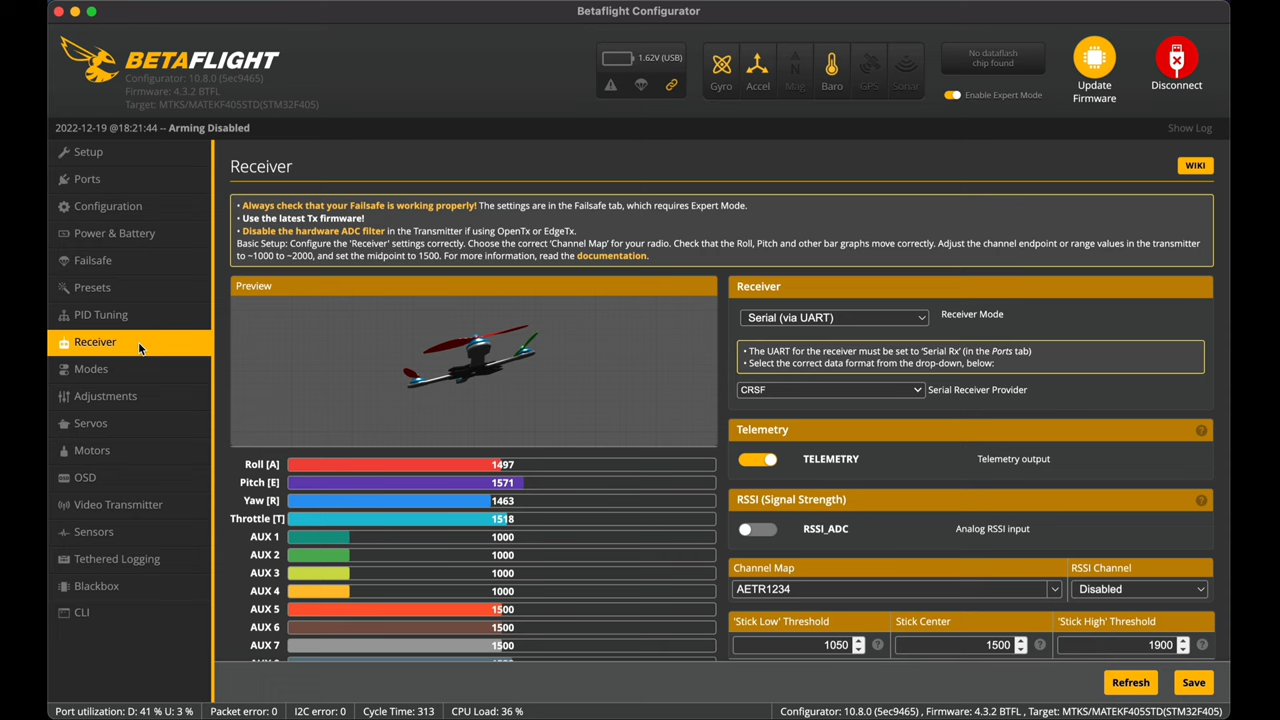 Betaflight Configurator
BETAFLIGHT
Configurator: 10.8.0 (5ec9465)
Firmware: 4.3.2 BTFL
Target: MTKS/MATEKF405STD(STM32F405)
1.62V (USB)
Gyro
Accel
Mag
Baro
GPS
Sonar
No dataflash
chip found
Enable Expert Mode
Update
Firmware
Disconnect
2022-12-19 @18:21:44 -- Arming Disabled
Show Log
Setup
Ports
Configuration
Power & Battery
Failsafe
Presets
PID Tuning
Receiver
Modes
Adjustments
Servos
Motors
OSD
Video Transmitter
Sensors
Tethered Logging
Blackbox
CLI
Receiver
WIKI
• Always check that your Failsafe is working properly! The settings are in the Failsafe tab, which requires Expert Mode.
• Use the latest Tx firmware!
• Disable the hardware ADC filter in the Transmitter if using OpenTx or EdgeTx.
Basic Setup: Configure the 'Receiver' settings correctly. Choose the correct 'Channel Map' for your radio. Check that the Roll, Pitch and other bar graphs move correctly. Adjust the channel endpoint or range values in the transmitter
to ~1000 to ~2000, and set the midpoint to 1500. For more information, read the documentation.
Preview
Roll [A] 1497
Pitch [E] 1571
Yaw [R] 1463
Throttle [T] 1518
AUX 1 1000
AUX 2 1000
AUX 3 1000
AUX 4 1000
AUX 5 1500
AUX 6 1500
AUX 7 1500
Receiver
Serial (via UART) Receiver Mode
• The UART for the receiver must be set to 'Serial Rx' (in the Ports tab)
• Select the correct data format from the drop-down, below:
CRSF Serial Receiver Provider
Telemetry
TELEMETRY Telemetry output
RSSI (Signal Strength)
RSSI_ADC Analog RSSI input
Channel Map RSSI Channel
AETR1234 Disabled
'Stick Low' Threshold Stick Center 'Stick High' Threshold
1050 1500 1900
Refresh Save
Port utilization: D: 41 % U: 3 % Packet error: 0 I2C error: 0 Cycle Time: 313 CPU Load: 36 % Configurator: 10.8.0 (5ec9465) , Firmware: 4.3.2 BTFL , Target: MTKS/MATEKF405STD(STM32F405)